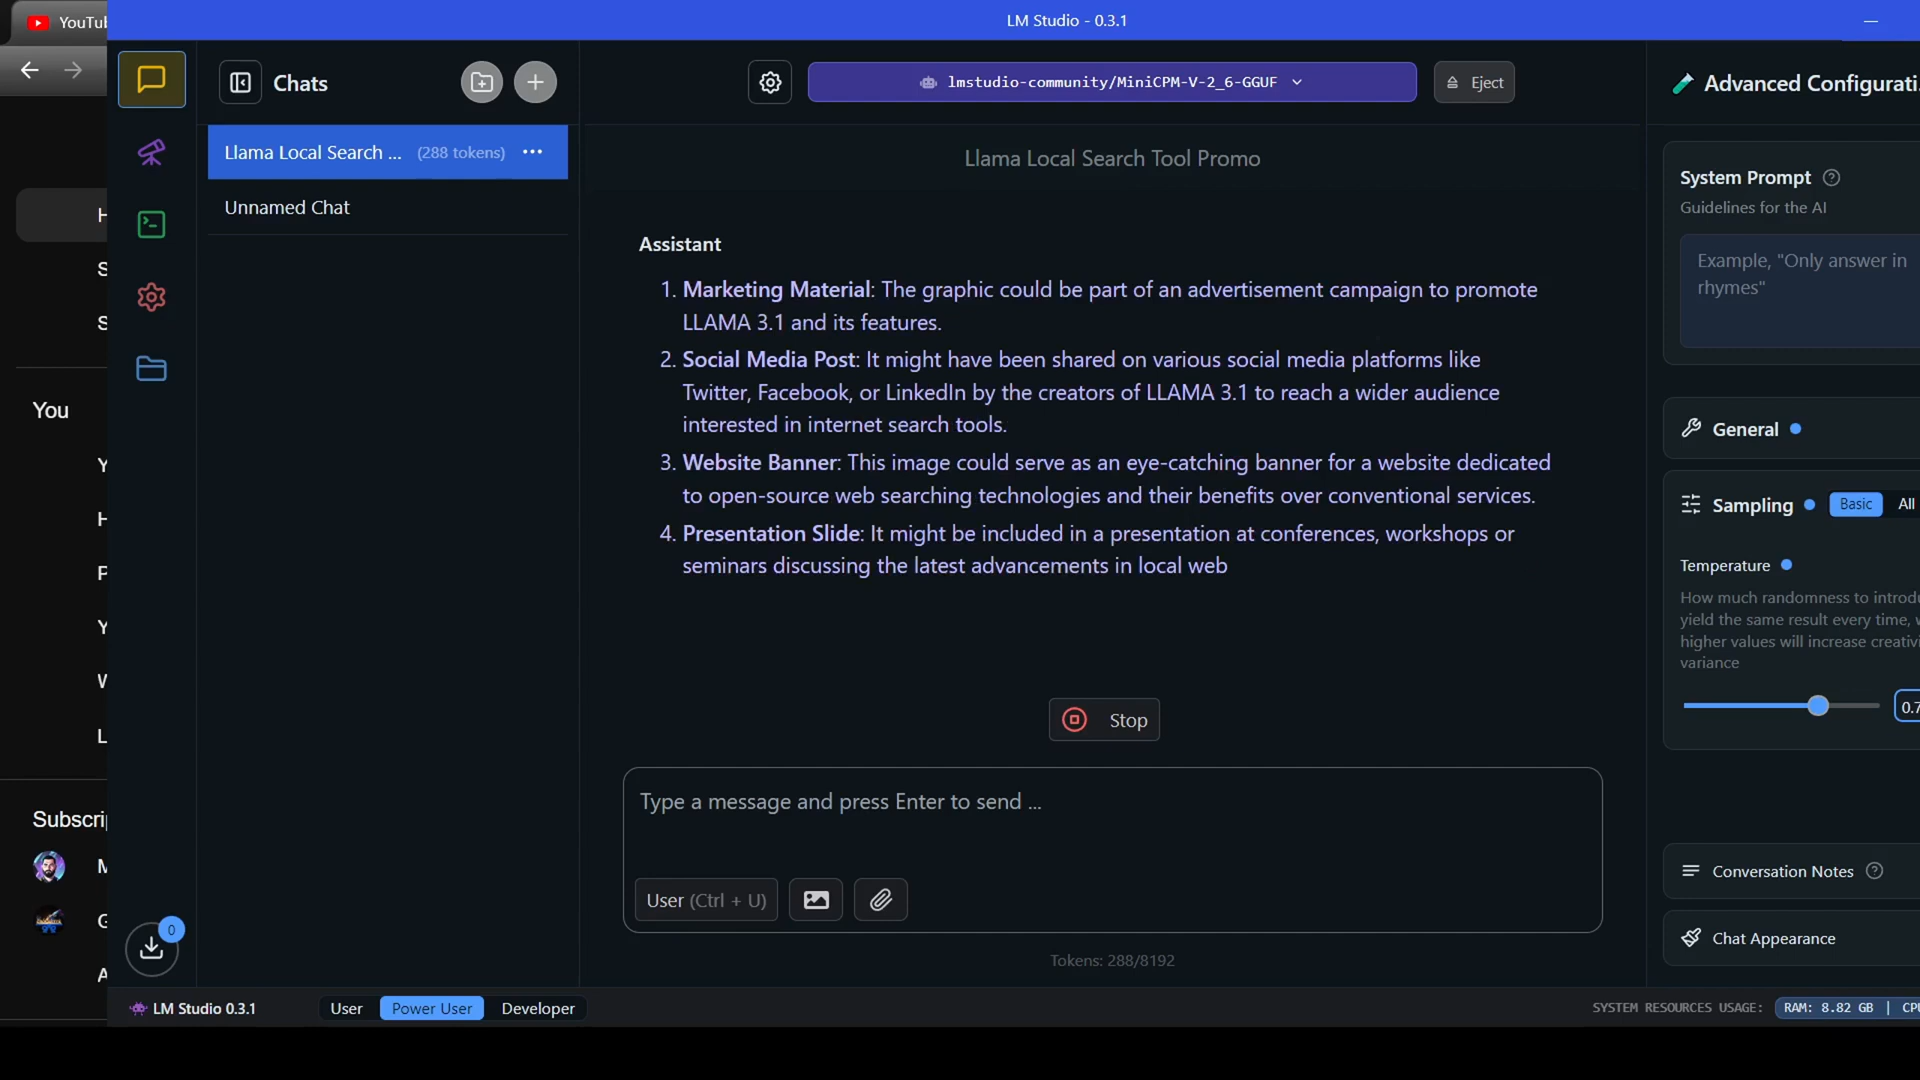 YouTu
LM Studio - 0.3.1
Chats
lmstudio-community/MiniCPM-V-2_6-GGUF
Eject
Advanced Configurati.
Llama Local Search ... (288 tokens) ...
Unnamed Chat
Llama Local Search Tool Promo
Assistant
1. Marketing Material: The graphic could be part of an advertisement campaign to promote
LLAMA 3.1 and its features.
2. Social Media Post: It might have been shared on various social media platforms like
Twitter, Facebook, or LinkedIn by the creators of LLAMA 3.1 to reach a wider audience
interested in internet search tools.
3. Website Banner: This image could serve as an eye-catching banner for a website dedicated
to open-source web searching technologies and their benefits over conventional services.
4. Presentation Slide: It might be included in a presentation at conferences, workshops or
seminars discussing the latest advancements in local web
Stop
Type a message and press Enter to send ...
User (Ctrl + U)
Tokens: 288/8192
System Prompt
Guidelines for the AI
Example, "Only answer in
rhymes"
General
Sampling Basic All
Temperature
How much randomness to introdu
yield the same result every time, w
higher values will increase creativi
variance
0.7
Conversation Notes
Chat Appearance
H
S
S
You
Y
H
P
Y
W
L
Subscrip
M
G
A
0
LM Studio 0.3.1
User Power User Developer
SYSTEM RESOURCES USAGE: RAM: 8.82 GB | CPU